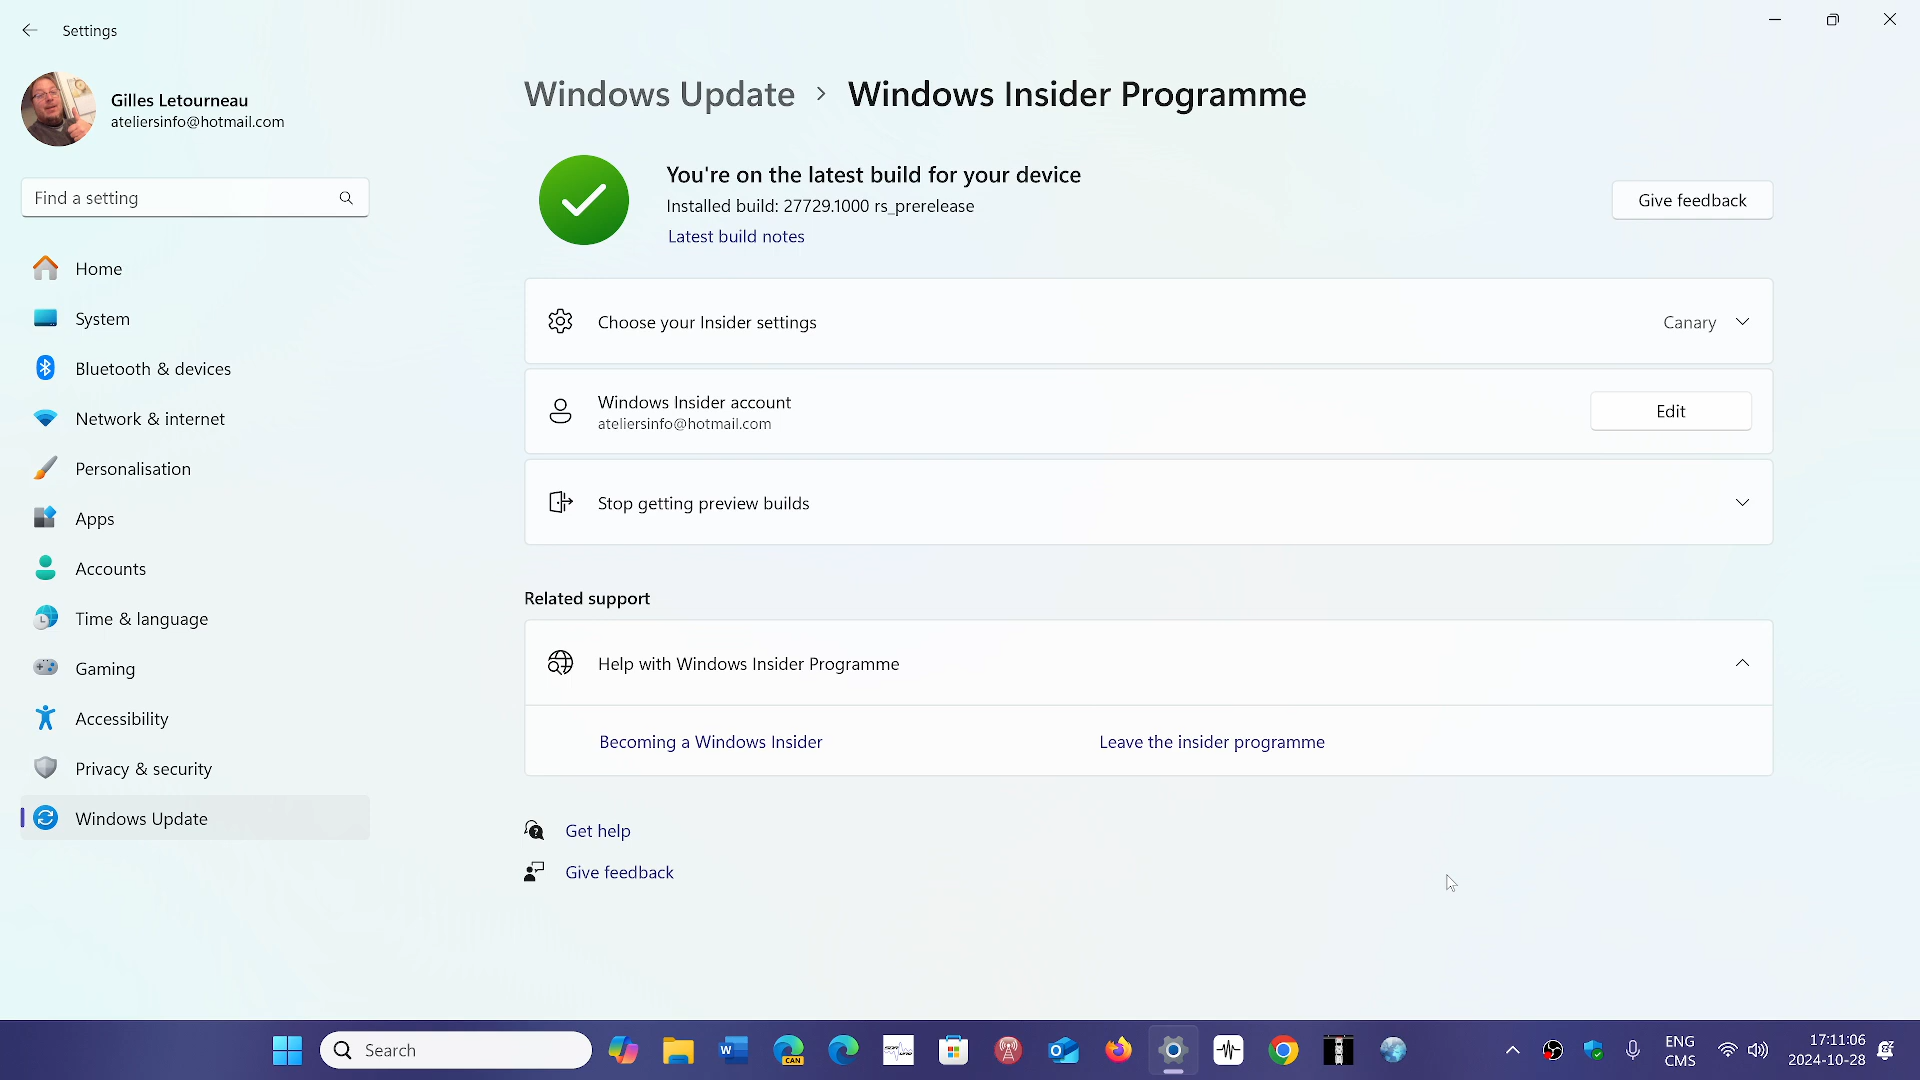 Settings
Gilles Letourneau
ateliersinfo@hotmail.com
Find a setting
Home
System
Bluetooth & devices
Network & internet
Personalisation
Apps
Accounts
Time & language
Gaming
Accessibility
Privacy & security
Windows Update
Windows Update > Windows Insider Programme
You're on the latest build for your device
Installed build: 27729.1000 rs_prerelease
Latest build notes
Give feedback
Choose your Insider settings
Canary
Windows Insider account
ateliersinfo@hotmail.com
Edit
Stop getting preview builds
Related support
Help with Windows Insider Programme
Becoming a Windows Insider
Leave the insider programme
Get help
Give feedback
Search
W
CAN
ENG
CMS
17:11:06
2024-10-28